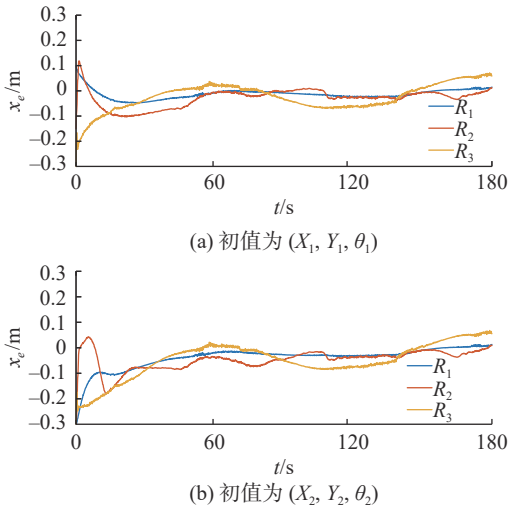 0.3
0.2
0.1
0
–0.1
–0.2
–0.3
x_e/m
R₁
R₂
R₃
0 60 120 180
t/s
(a) 初值为 (X₁, Y₁, θ₁)
0.3
0.2
0.1
0
–0.1
–0.2
–0.3
x_e/m
R₁
R₂
R₃
0 60 120 180
t/s
(b) 初值为 (X₂, Y₂, θ₂)